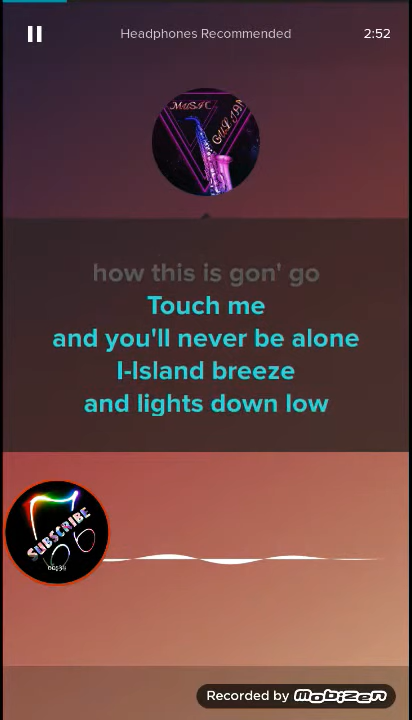 Headphones Recommended
2:52
MUSIC
how this is gon' go
Touch me
and you'll never be alone
I-Island breeze
and lights down low
SUBSCRIBE
Recorded by mobizen